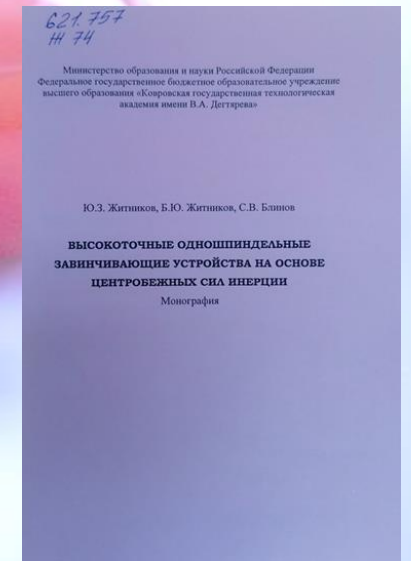 621.757
Ж 74
Министерство образования и науки Российской Федерации
Федеральное государственное бюджетное образовательное учреждение
высшего образования «Ковровская государственная технологическая
академия имени В.А. Дегтярева»
Ю.З. Житников, Б.Ю. Житников, С.В. Блинов
ВЫСОКОТОЧНЫЕ ОДНОШПИНДЕЛЬНЫЕ
ЗАВИНЧИВАЮЩИЕ УСТРОЙСТВА НА ОСНОВЕ
ЦЕНТРОБЕЖНЫХ СИЛ ИНЕРЦИИ
Монография